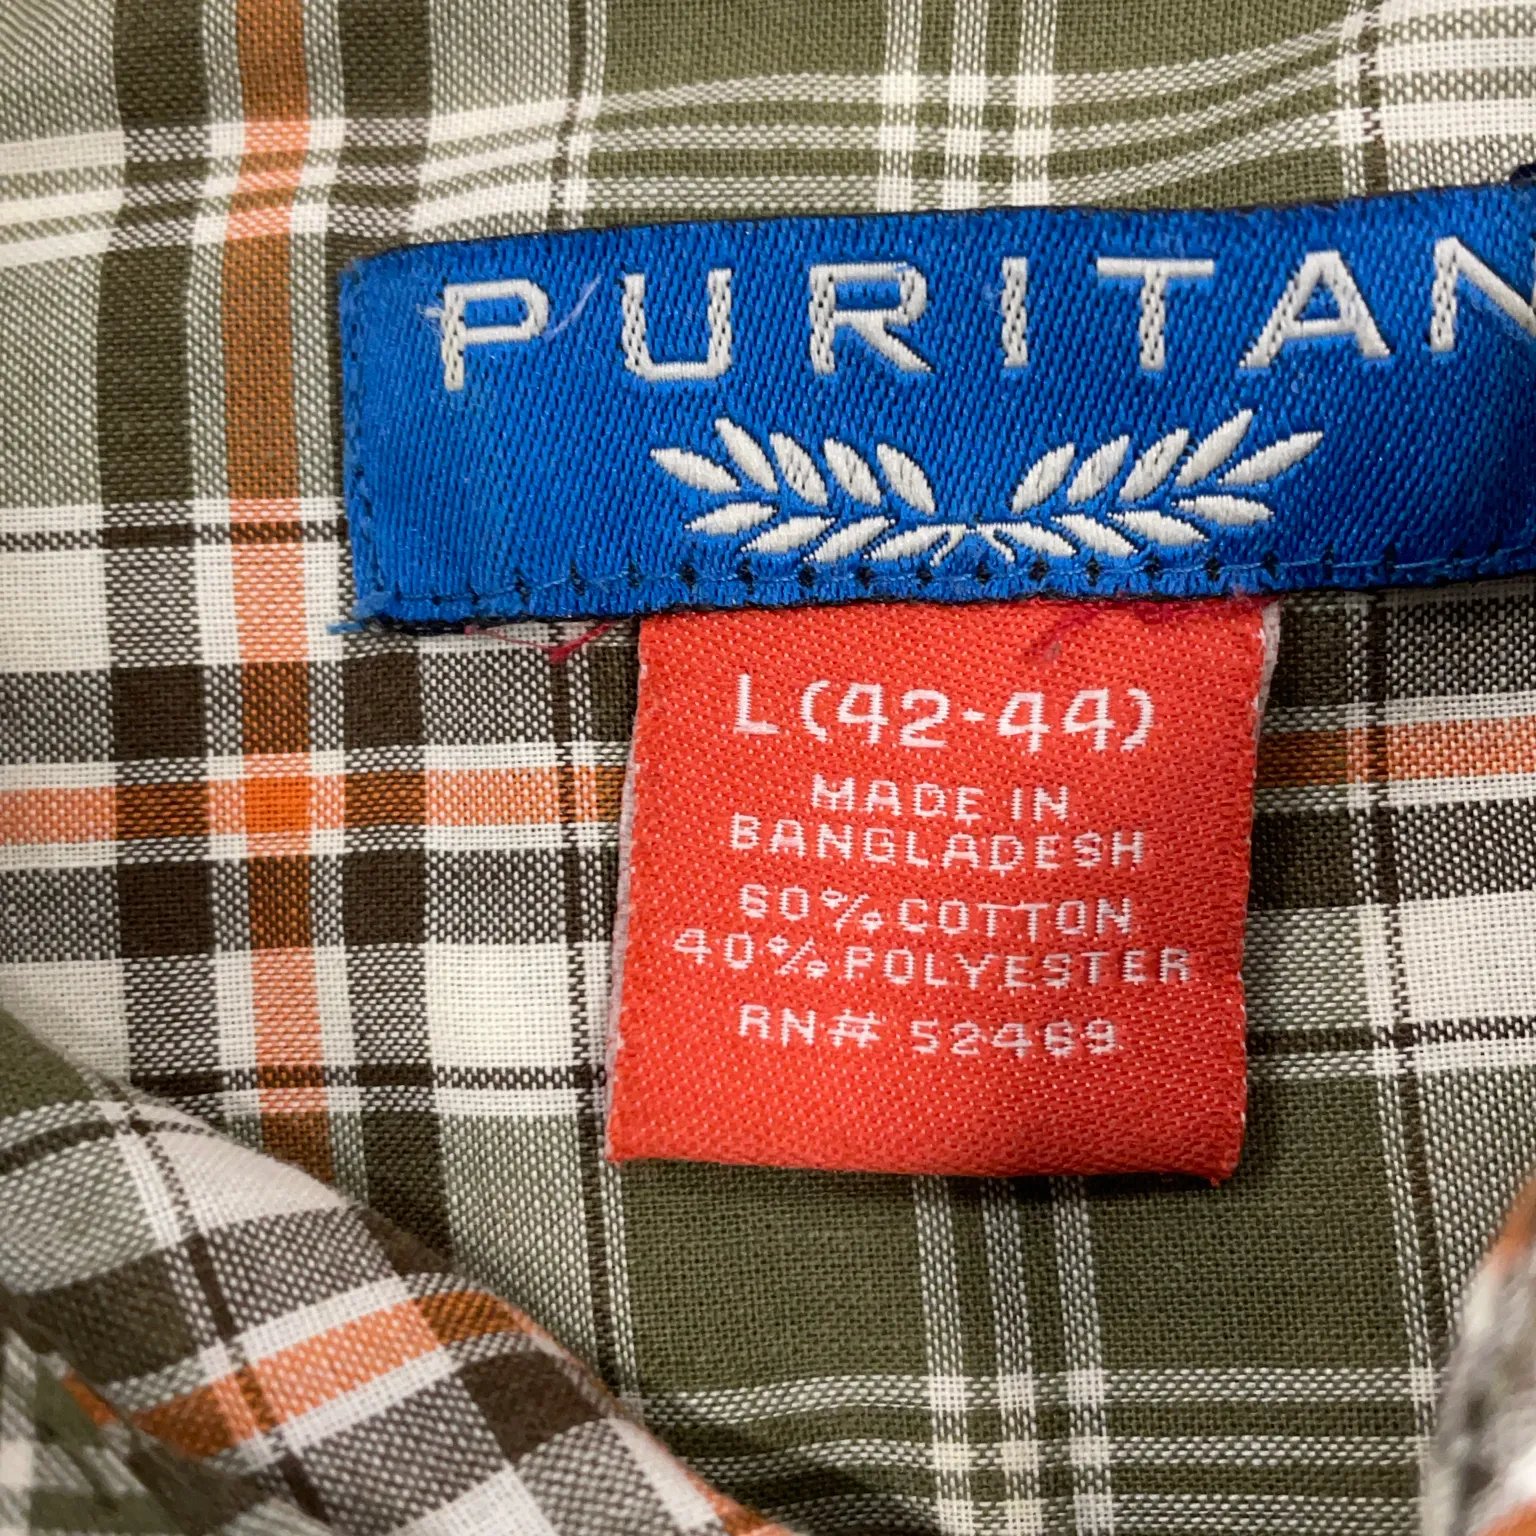 PURITAN
L (42-44)
MADE IN
BANGLADESH
60% COTTON
40% POLYESTER
RN# 52469